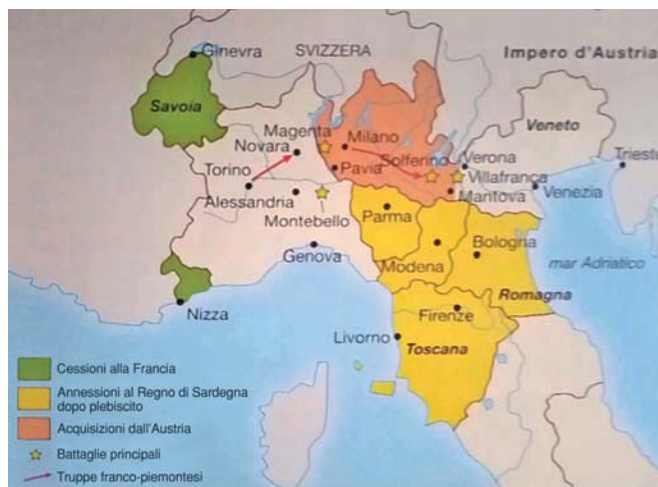 Ginevra
SVIZZERA
Impero d'Austria
Savoia
Magenta
Milano
Veneto
Novara
Trieste
Pavia
Solferino
Verona
Torino
Villafranca
Alessandria
Mantova
Venezia
Montebello
Parma
Bologna
Genova
Modena
mar Adriatico
Romagna
Nizza
Firenze
Livorno
Toscana
Cessioni alla Francia
Annessioni al Regno di Sardegna
dopo plebiscito
Acquisizioni dall'Austria
Battaglie principali
Truppe franco-piemontesi